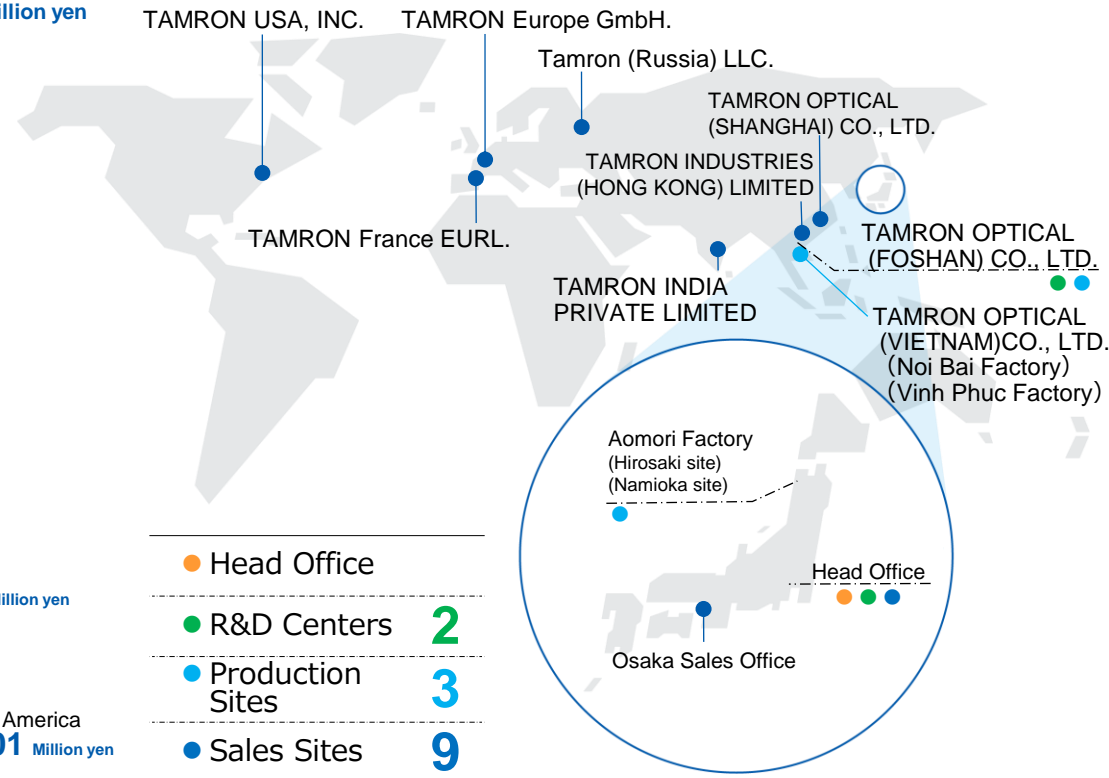 Million yen
TAMRON USA, INC.
TAMRON Europe GmbH.
Tamron (Russia) LLC.
TAMRON OPTICAL
(SHANGHAI) CO., LTD.
TAMRON INDUSTRIES
(HONG KONG) LIMITED
TAMRON France EURL.
TAMRON OPTICAL
(FOSHAN) CO., LTD.
TAMRON INDIA
PRIVATE LIMITED
TAMRON OPTICAL
(VIETNAM)CO., LTD.
(Noi Bai Factory)
(Vinh Phuc Factory)
Aomori Factory
(Hirosaki site)
(Namioka site)
Head Office
Osaka Sales Office
Head Office
R&D Centers 2
Production
Sites 3
Sales Sites 9
Million yen
America
01 Million yen